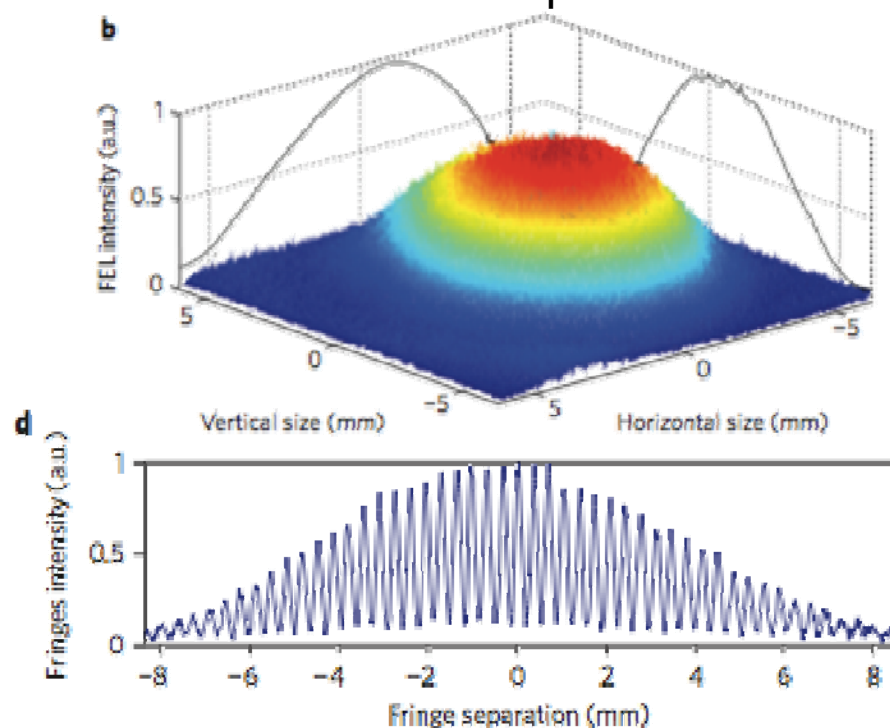 b
FEL intensity (a.u.)
1
0.5
0
5
0
-5
Vertical size (mm)
5
0
-5
Horizontal size (mm)
d
Fringes intensity (a.u.)
1
0.5
0
-8 -6 -4 -2 0 2 4 6 8
Fringe separation (mm)